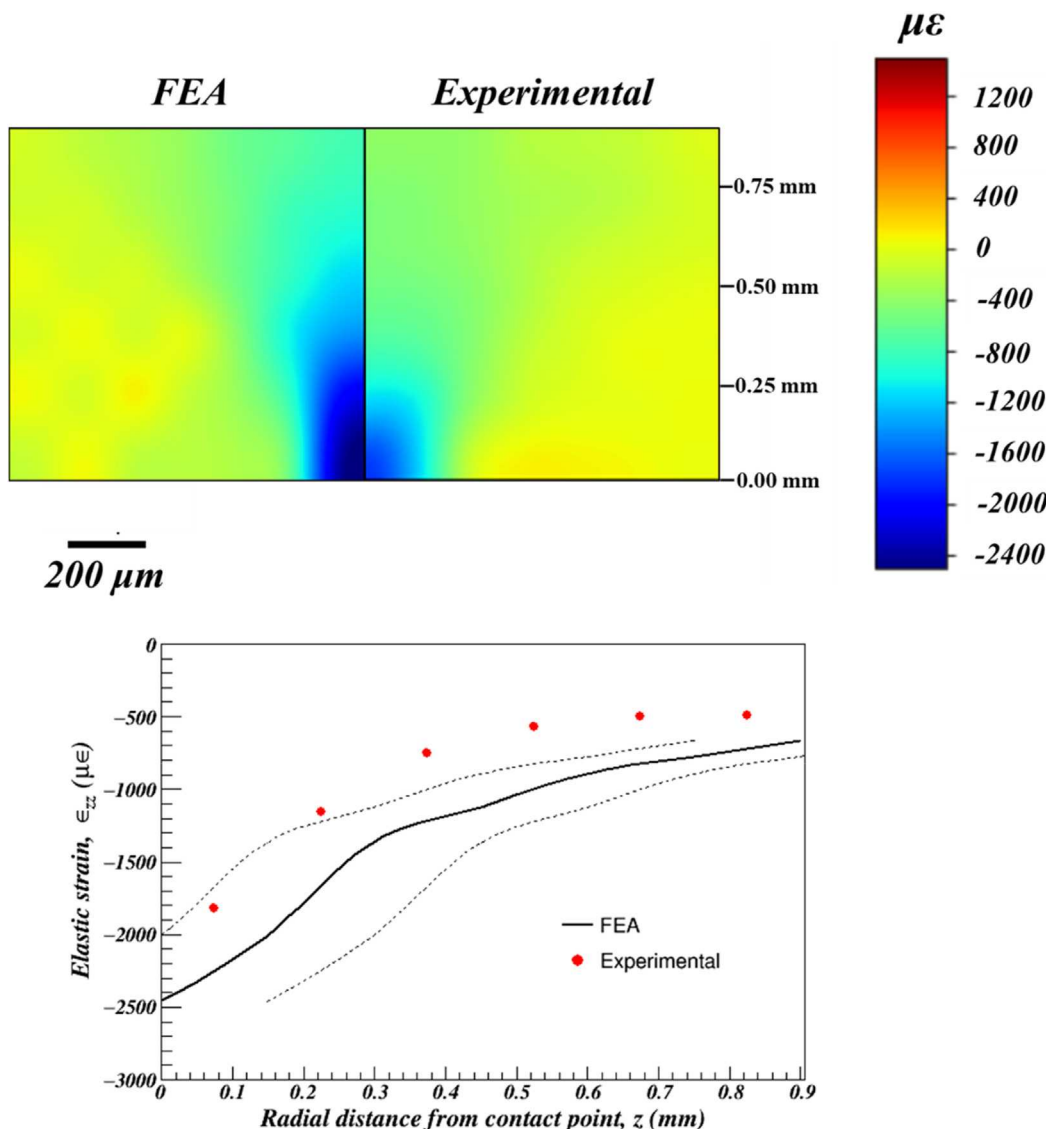 με
FEA
Experimental
1200
800
400
0
-400
-800
-1200
-1600
-2000
-2400
0.75 mm
0.50 mm
0.25 mm
0.00 mm
200 μm
0
−500
−1000
−1500
−2000
−2500
−3000
Elastic strain, ϵzz (μϵ)
FEA
Experimental
0 0.1 0.2 0.3 0.4 0.5 0.6 0.7 0.8 0.9
Radial distance from contact point, z (mm)